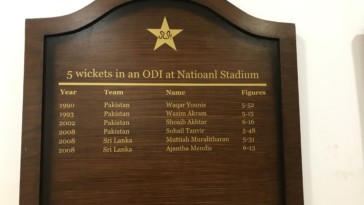 5 wickets in an ODI at Natioanl Stadium
Year Team Name Figures
1990 Pakistan Waqar Younis 5-52
1993 Pakistan Wasim Akram 5-15
2002 Pakistan Shoaib Akhtar 6-16
2008 Pakistan Sohail Tanvir 5-48
2008 Sri Lanka Muttiah Muralitharan 5-31
2008 Sri Lanka Ajantha Mendis 6-13